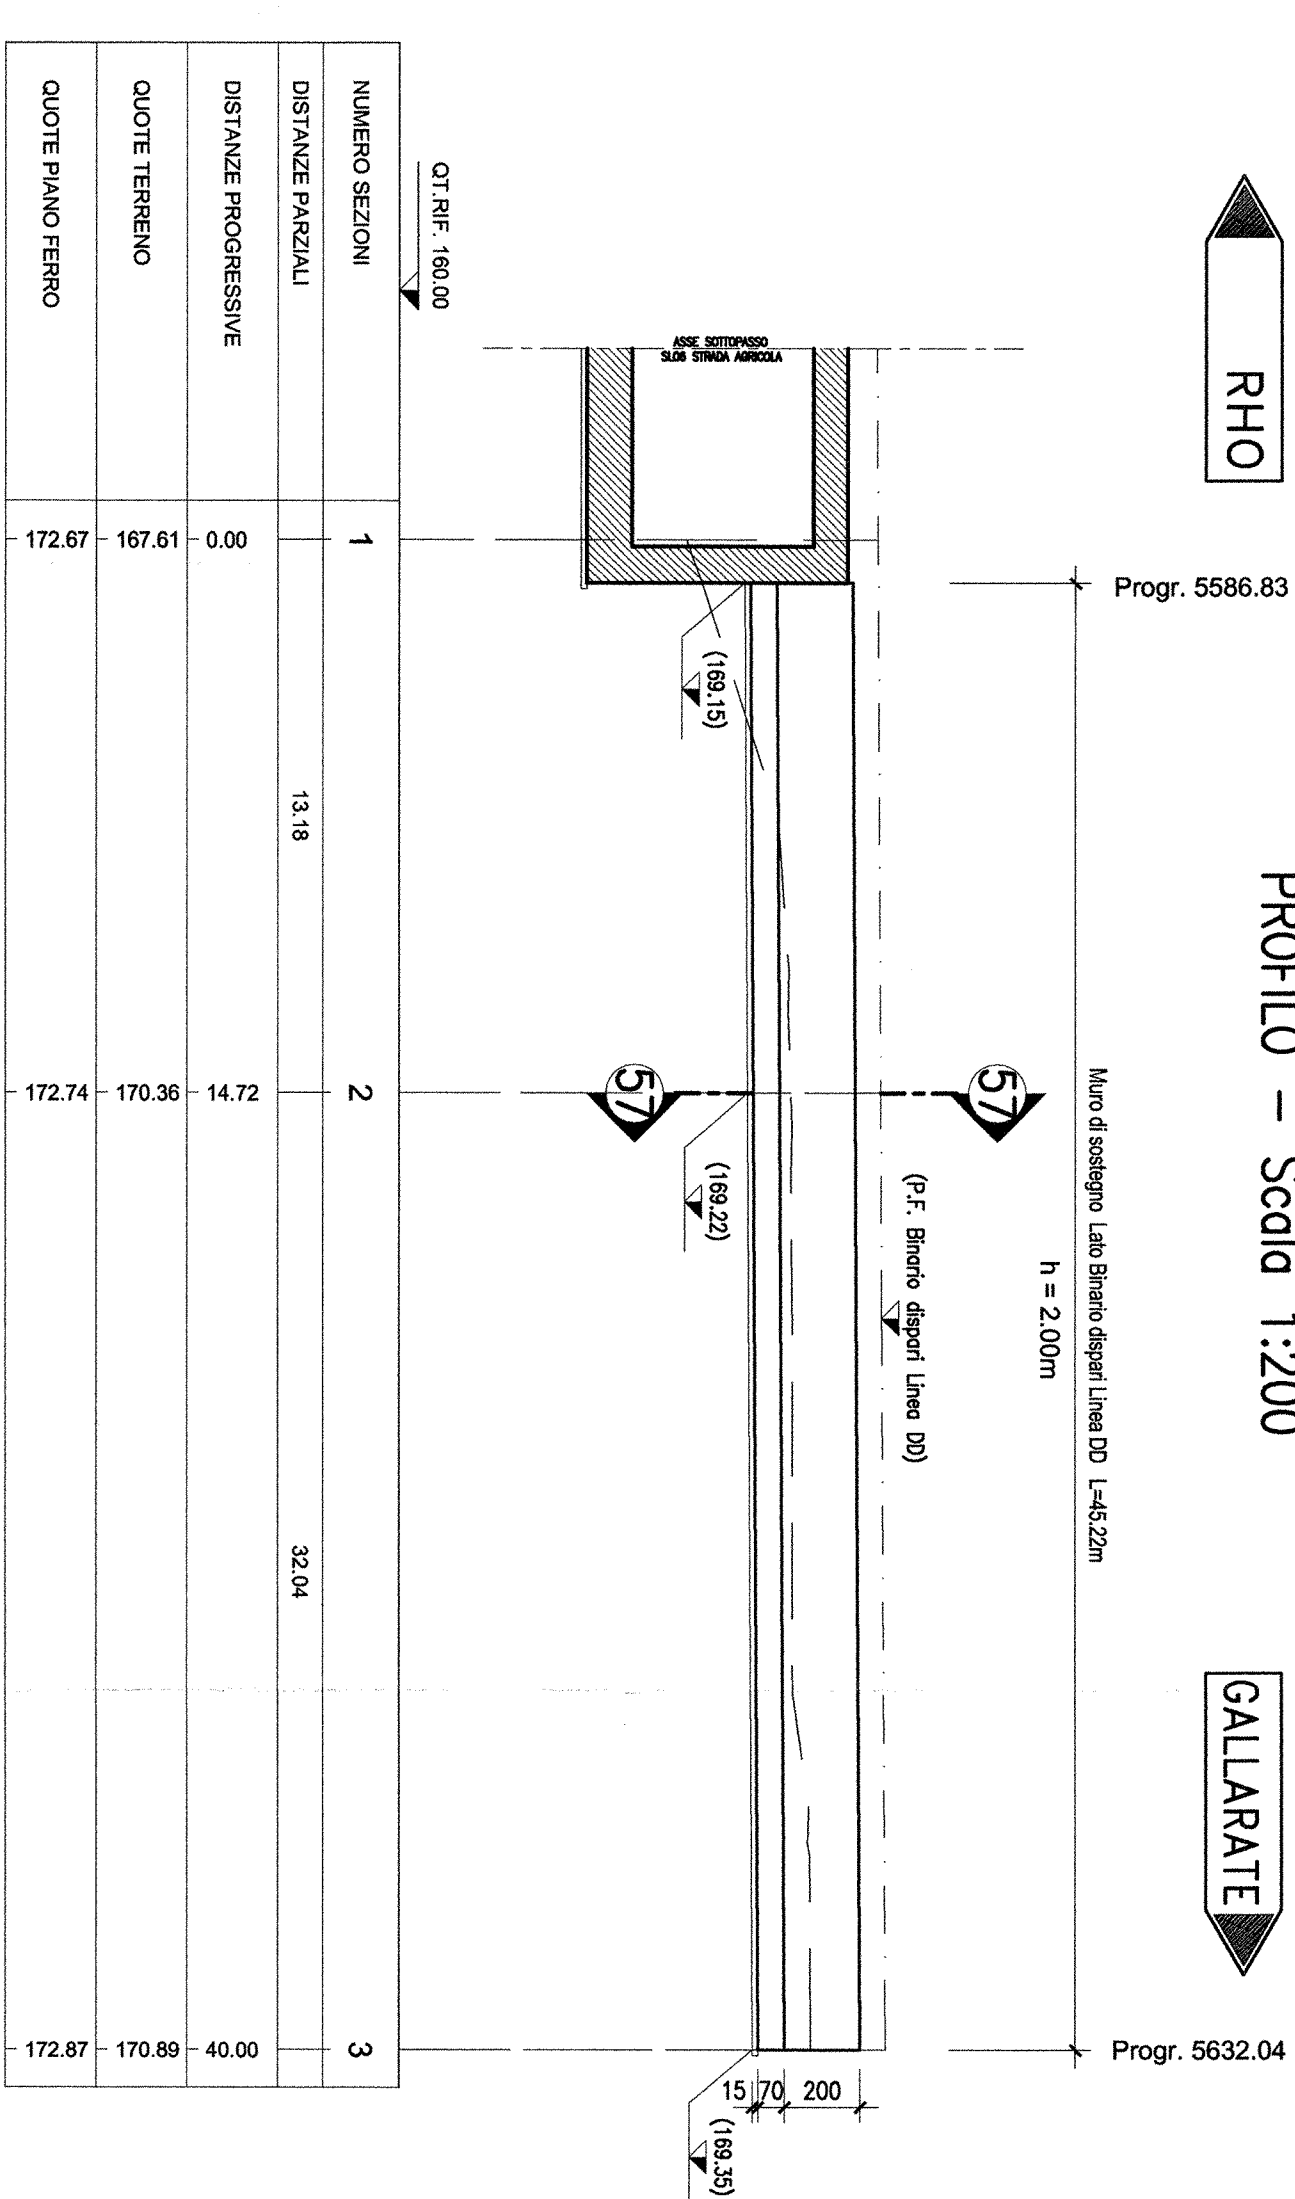 PROFILO – Scala 1:200
RHO
GALLARATE
Progr. 5586.83
Progr. 5632.04
Muro di sostegno Lato Binario dispari Linea DD L=45.22m
h = 2.00m
(P.F. Binario dispari Linea DD)
57
57
ASSE SOTTOPASSO
SL08 STRADA AGRICOLA
(169.15)
(169.22)
(169.35)
15 70 200
QT.RIF. 160.00
NUMERO SEZIONI 1 2 3
DISTANZE PARZIALI 13.18 32.04
DISTANZE PROGRESSIVE 0.00 14.72 40.00
QUOTE TERRENO 167.61 170.36 170.89
QUOTE PIANO FERRO 172.67 172.74 172.87